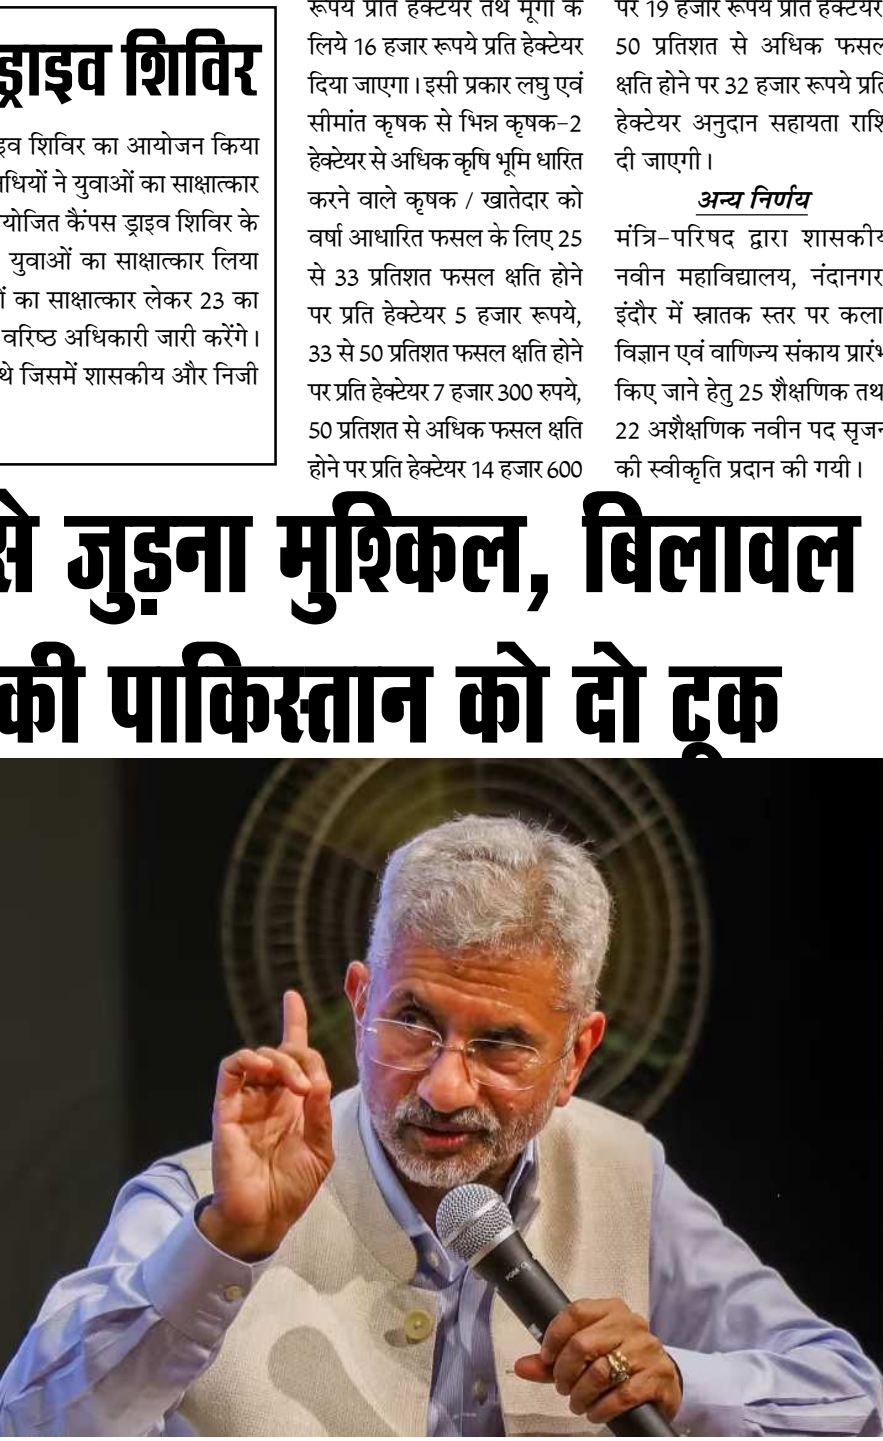 ड्राइव शिविर
शिविर का आयोजन किया
ने युवाओं का साक्षात्कार
कैंपस ड्राइव शिविर के
युवाओं का साक्षात्कार लिया
का साक्षात्कार लेकर 23 का
वरिष्ठ अधिकारी जारी करेंगे।
थे जिसमें शासकीय और निजी
रूपये प्रति हेक्टेयर तथ मूंगा के
लिये 16 हजार रूपये प्रति हेक्टेयर
दिया जाएगा। इसी प्रकार लघु एवं
सीमांत कृषक से भिन्न कृषक-2
हेक्टेयर से अधिक कृषि भूमि धारित
करने वाले कृषक / खातेदार को
वर्षा आधारित फसल के लिए 25
से 33 प्रतिशत फसल क्षति होने
पर प्रति हेक्टेयर 5 हजार रूपये,
33 से 50 प्रतिशत फसल क्षति होने
पर प्रति हेक्टेयर 7 हजार 300 रुपये,
50 प्रतिशत से अधिक फसल क्षति
होने पर प्रति हेक्टेयर 14 हजार 600
पर 19 हजार रूपये प्रति हेक्टेयर
50 प्रतिशत से अधिक फसल
क्षति होने पर 32 हजार रूपये प्रति
हेक्टेयर अनुदान सहायता राशि
दी जाएगी।
अन्य निर्णय
मंत्रि-परिषद द्वारा शासकीय
नवीन महाविद्यालय, नंदानगर
इंदौर में स्नातक स्तर पर कला
विज्ञान एवं वाणिज्य संकाय प्रारंभ
किए जाने हेतु 25 शैक्षणिक
22 अशैक्षणिक नवीन पद सृजन
की स्वीकृति प्रदान की गयी।
से जुड़ना मुश्किल, बिलावल
की पाकिस्तान को दो टूक